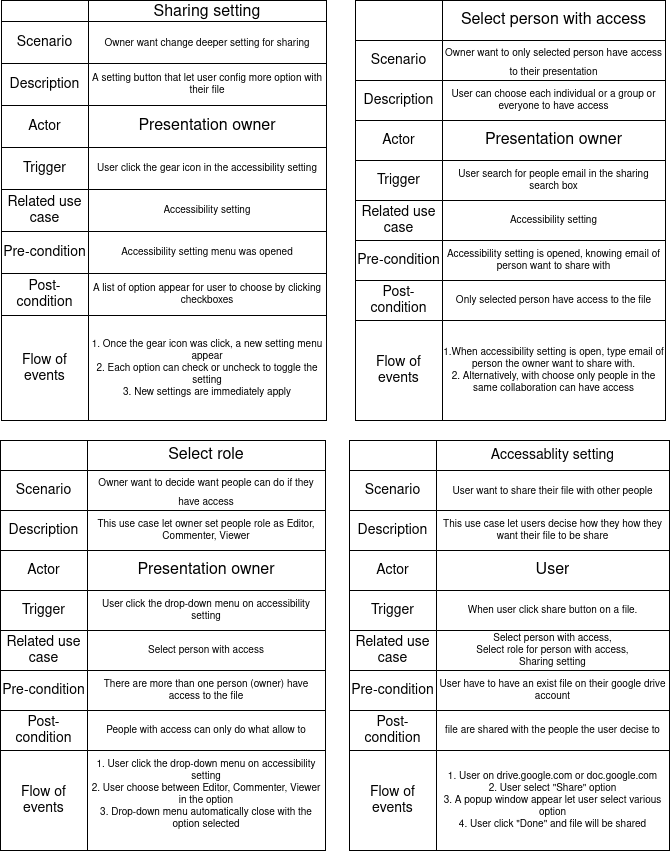 Sharing setting
Scenario
Owner want change deeper setting for sharing
Description
A setting button that let user config more option with
their file
Actor
Presentation owner
Trigger
User click the gear icon in the accessibility setting
Related use
case
Accessibility setting
Pre-condition
Accessibility setting menu was opened
Post-
condition
A list of option appear for user to choose by clicking
checkboxes
Flow of
events
1. Once the gear icon was click, a new setting menu
appear
2. Each option can check or uncheck to toggle the
setting
3. New settings are immediately apply
Select person with access
Scenario
Owner want to only selected person have access
to their presentation
Description
User can choose each individual or a group or
everyone to have access
Actor
Presentation owner
Trigger
User search for people email in the sharing
search box
Related use
case
Accessibility setting
Pre-condition
Accessibility setting is opened, knowing email of
person want to share with
Post-
condition
Only selected person have access to the file
Flow of
events
1.When accessibility setting is open, type email of
person the owner want to share with.
2. Alternatively, with choose only people in the
same collaboration can have access
Select role
Scenario
Owner want to decide want people can do if they
have access
Description
This use case let owner set people role as Editor,
Commenter, Viewer
Actor
Presentation owner
Trigger
User click the drop-down menu on accessibility
setting
Related use
case
Select person with access
Pre-condition
There are more than one person (owner) have
access to the file
Post-
condition
People with access can only do what allow to
Flow of
events
1. User click the drop-down menu on accessibility
setting
2. User choose between Editor, Commenter, Viewer
in the option
3. Drop-down menu automatically close with the
option selected
Accessablity setting
Scenario
User want to share their file with other people
Description
This use case let users decise how they how they
want their file to be share
Actor
User
Trigger
When user click share button on a file.
Related use
case
Select person with access,
Select role for person with access,
Sharing setting
Pre-condition
User have to have an exist file on their google drive
account
Post-
condition
file are shared with the people the user decise to
Flow of
events
1. User on drive.google.com or doc.google.com
2. User select "Share" option
3. A popup window appear let user select various
option
4. User click "Done" and file will be shared